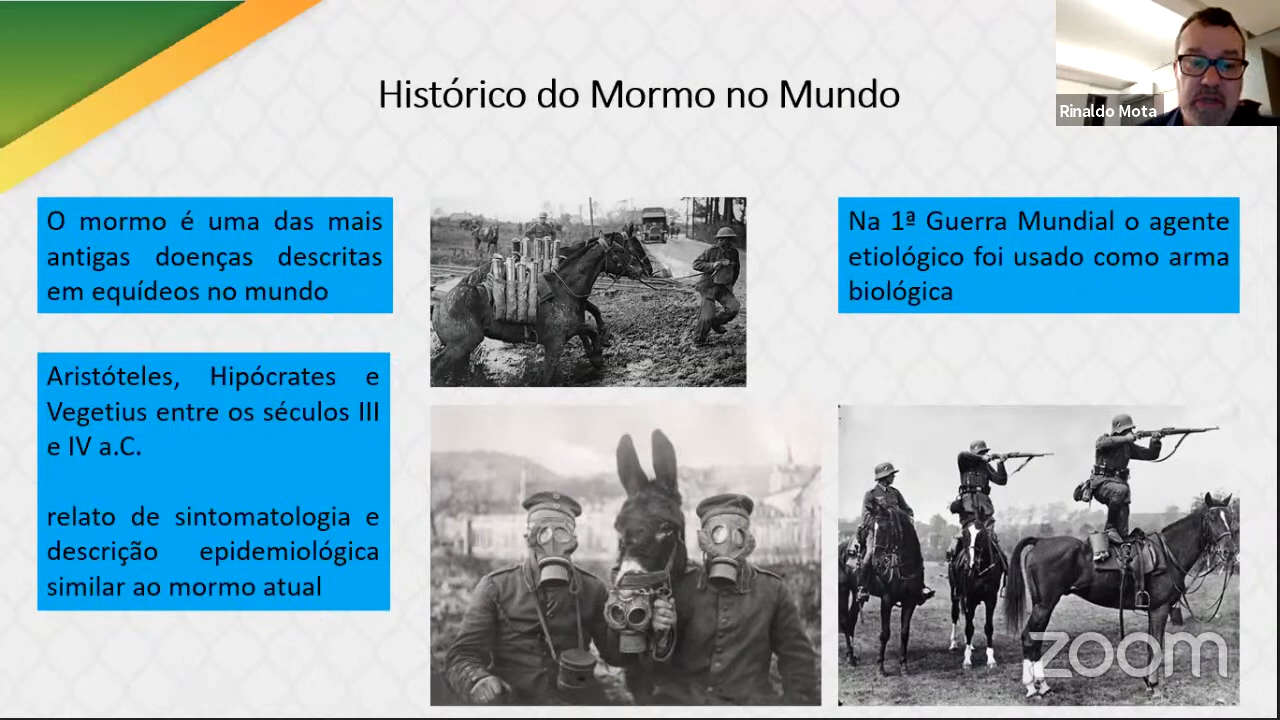 Histórico do Mormo no Mundo
Rinaldo Mota
O mormo é uma das mais
antigas doenças descritas
em equídeos no mundo
Aristóteles, Hipócrates e
Vegetius entre os séculos III
e IV a.C.
relato de sintomatologia e
descrição epidemiológica
similar ao mormo atual
Na 1ª Guerra Mundial o agente
etiológico foi usado como arma
biológica
zoom